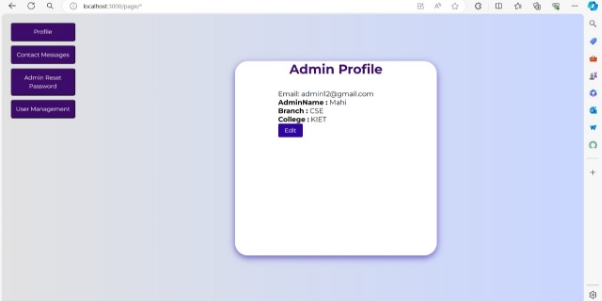 localhost:3000/page/*
Profile
Contact Messages
Admin Reset
Password
User Management
Admin Profile
Email: admin12@gmail.com
AdminName : Mahi
Branch : CSE
College : KIET
Edit